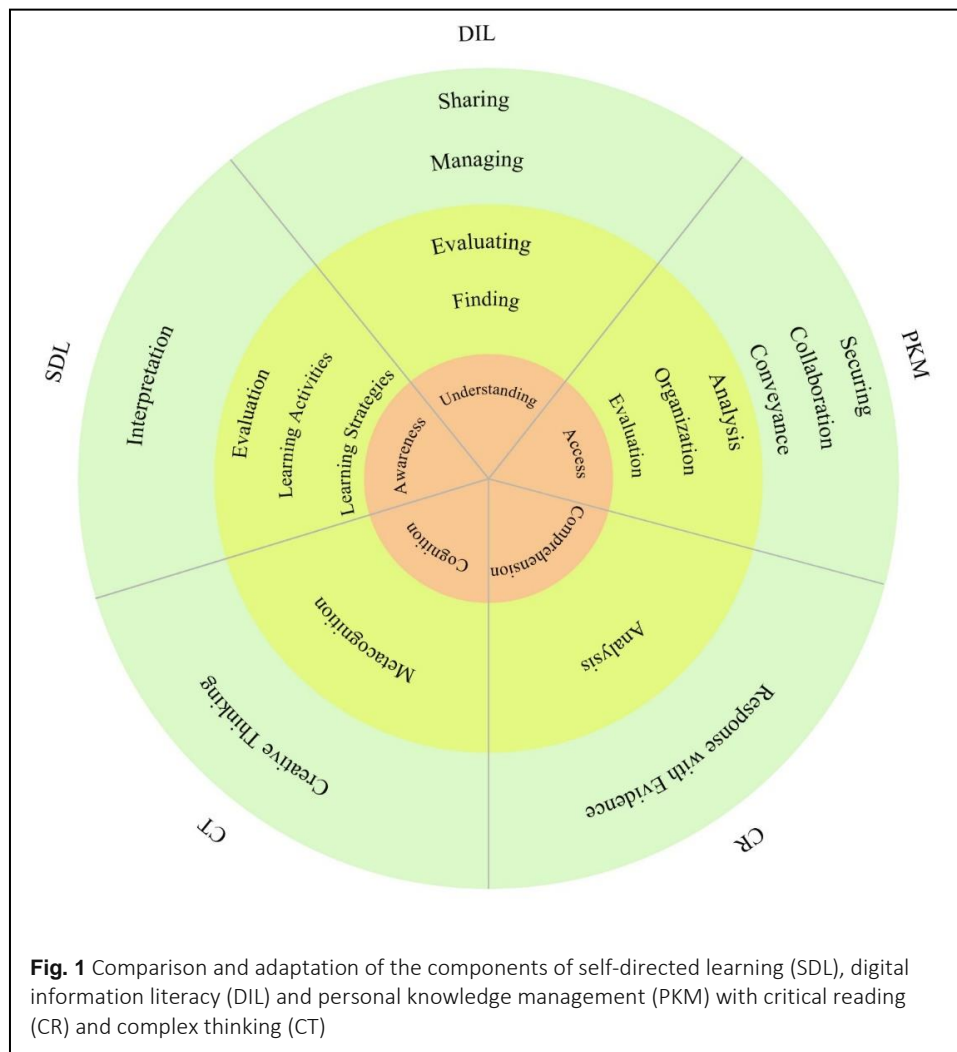 DIL
Sharing
Managing
Evaluating
Finding
Understanding
SDL
Interpretation
Evaluation
Learning Activities
Learning Strategies
Awareness
PKM
Securing
Collaboration
Conveyance
Analysis
Organization
Evaluation
Access
CT
Creative Thinking
Metacognition
Cognition
CR
Response with Evidence
Analysis
Comprehension
Fig. 1 Comparison and adaptation of the components of self-directed learning (SDL), digital
information literacy (DIL) and personal knowledge management (PKM) with critical reading
(CR) and complex thinking (CT)